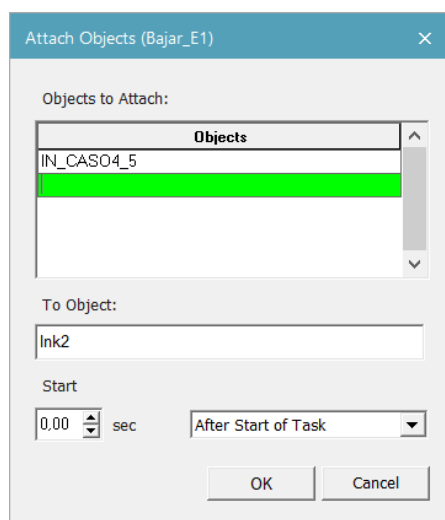 Attach Objects (Bajar_E1)
Objects to Attach:
Objects
IN_CASO4_5
To Object:
lnk2
Start
0,00 sec After Start of Task
OK Cancel